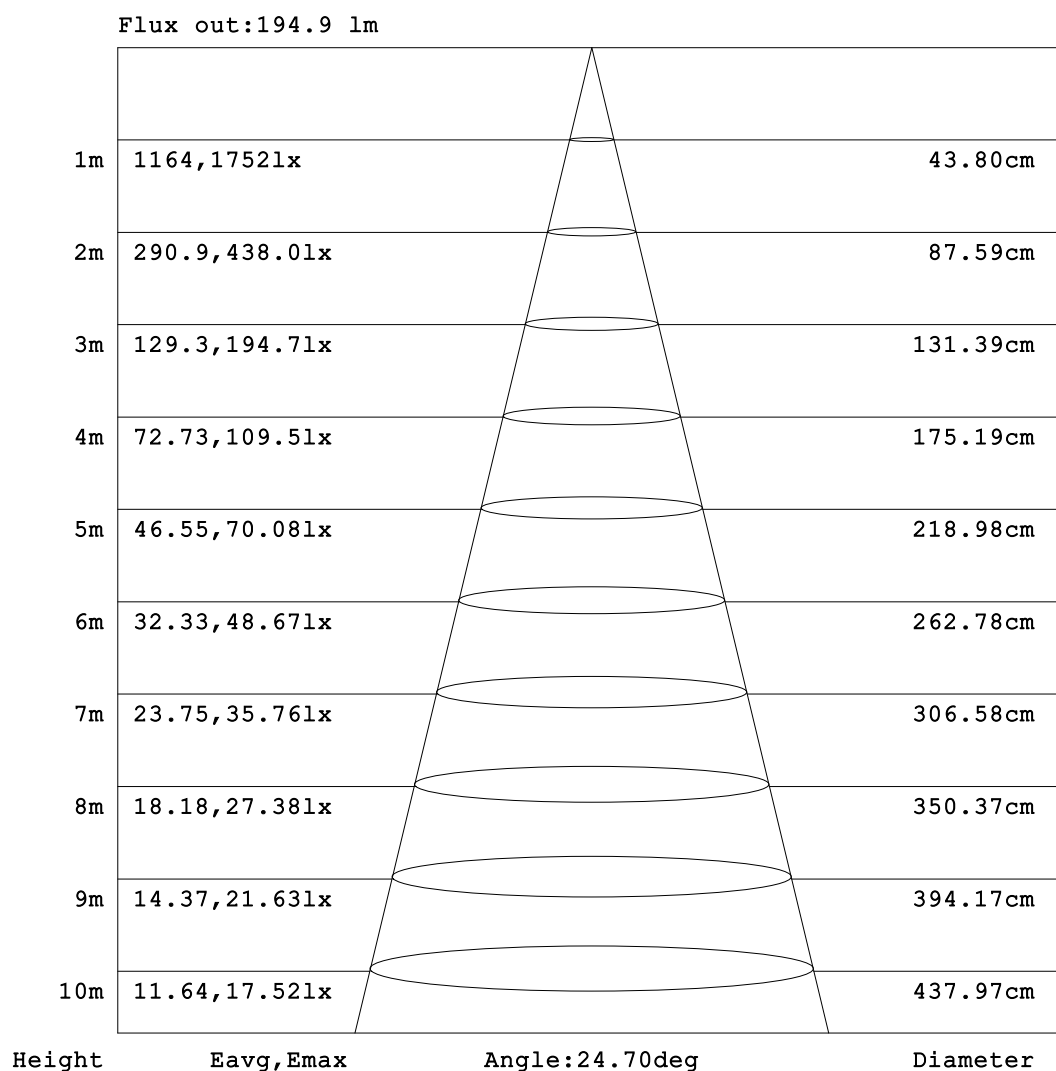 Flux out:194.9 lm
1m 1164,1752lx 43.80cm
2m 290.9,438.0lx 87.59cm
3m 129.3,194.7lx 131.39cm
4m 72.73,109.5lx 175.19cm
5m 46.55,70.08lx 218.98cm
6m 32.33,48.67lx 262.78cm
7m 23.75,35.76lx 306.58cm
8m 18.18,27.38lx 350.37cm
9m 14.37,21.63lx 394.17cm
10m 11.64,17.52lx 437.97cm
Height Eavg,Emax Angle:24.70deg Diameter